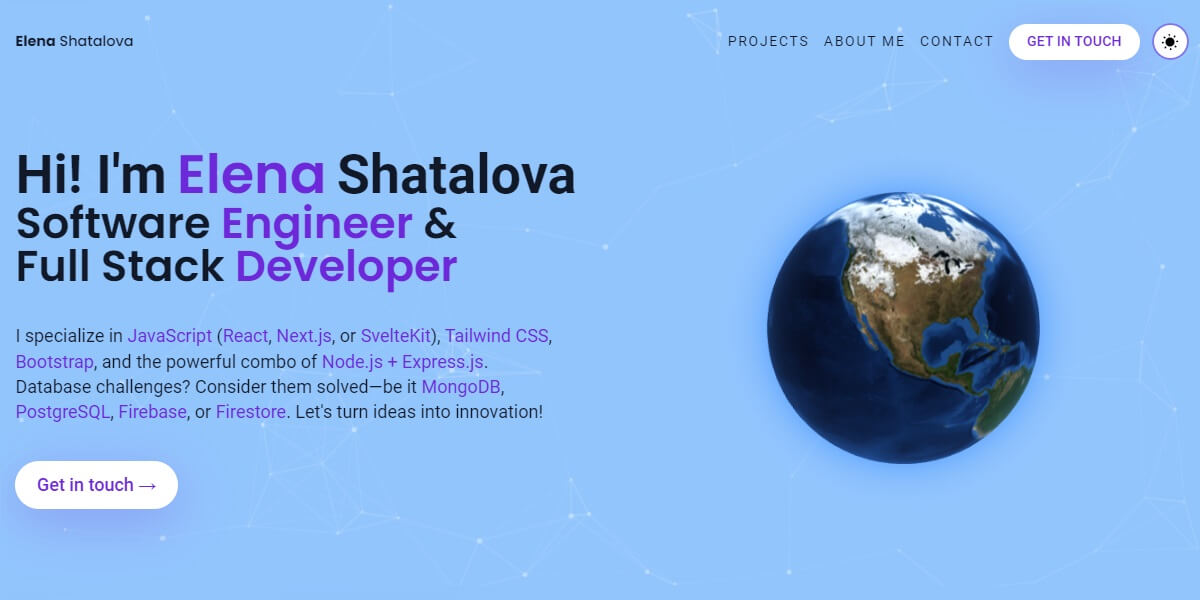 Elena Shatalova
PROJECTS ABOUT ME CONTACT GET IN TOUCH
Hi! I'm Elena Shatalova
Software Engineer &
Full Stack Developer
I specialize in JavaScript (React, Next.js, or SvelteKit), Tailwind CSS,
Bootstrap, and the powerful combo of Node.js + Express.js.
Database challenges? Consider them solved—be it MongoDB,
PostgreSQL, Firebase, or Firestore. Let's turn ideas into innovation!
Get in touch →